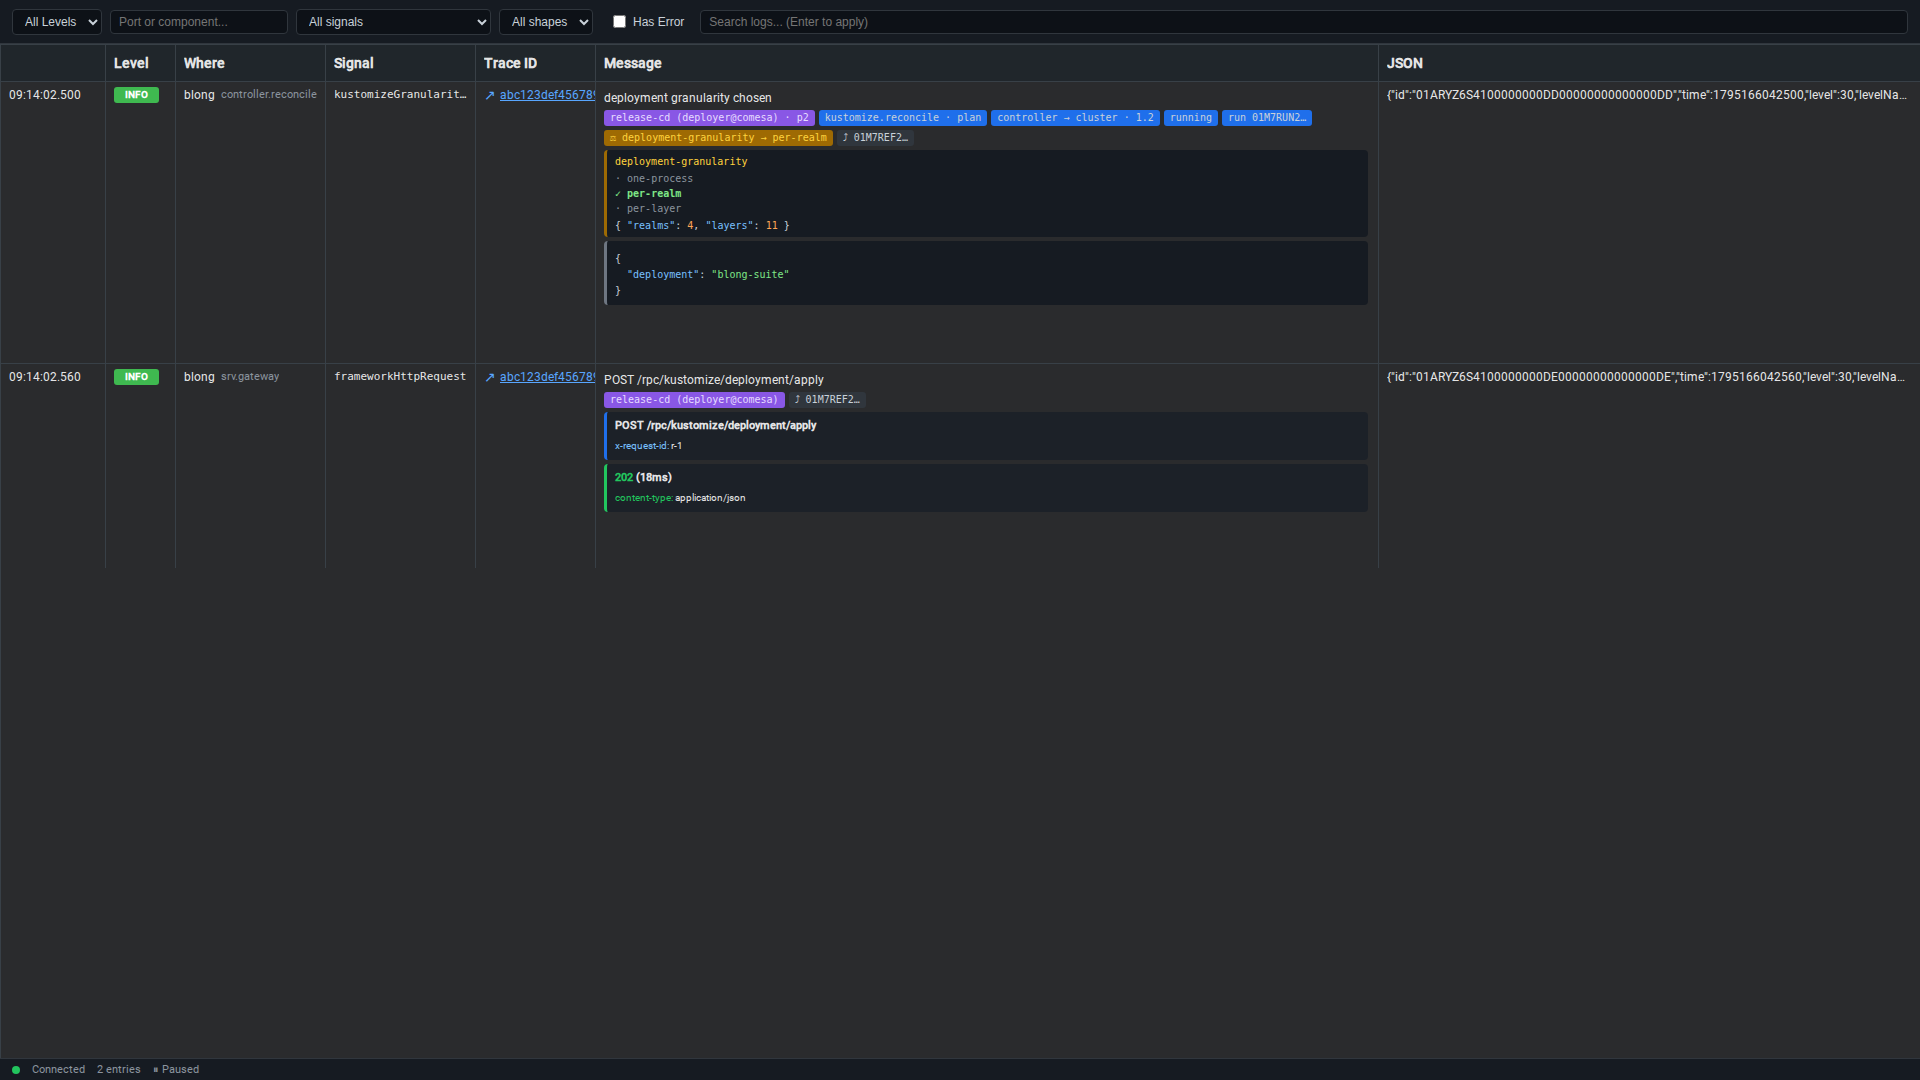 All Levels Port or component... All signals All shapes Has Error Search logs... (Enter to apply)
Level Where Signal Trace ID Message JSON
09:14:02.500 INFO blong controller.reconcile kustomizeGranularit… ↗ abc123def45678 deployment granularity chosen {"id":"01ARYZ6S4100000000DD00000000000000DD","time":1795166042500,"level":30,"levelNa…
release-cd (deployer@comesa) · p2 kustomize.reconcile · plan controller → cluster · 1.2 running run 01M7RUN2…
⚖ deployment-granularity → per-realm ⤴ 01M7REF2…
deployment-granularity
· one-process
✓ per-realm
· per-layer
{ "realms": 4, "layers": 11 }
{
"deployment": "blong-suite"
}
09:14:02.560 INFO blong srv.gateway frameworkHttpRequest ↗ abc123def45678 POST /rpc/kustomize/deployment/apply {"id":"01ARYZ6S4100000000DE00000000000000DE","time":1795166042560,"level":30,"levelNa…
release-cd (deployer@comesa) ⤴ 01M7REF2…
POST /rpc/kustomize/deployment/apply
x-request-id: r-1
202 (18ms)
content-type: application/json
Connected 2 entries ⏸ Paused